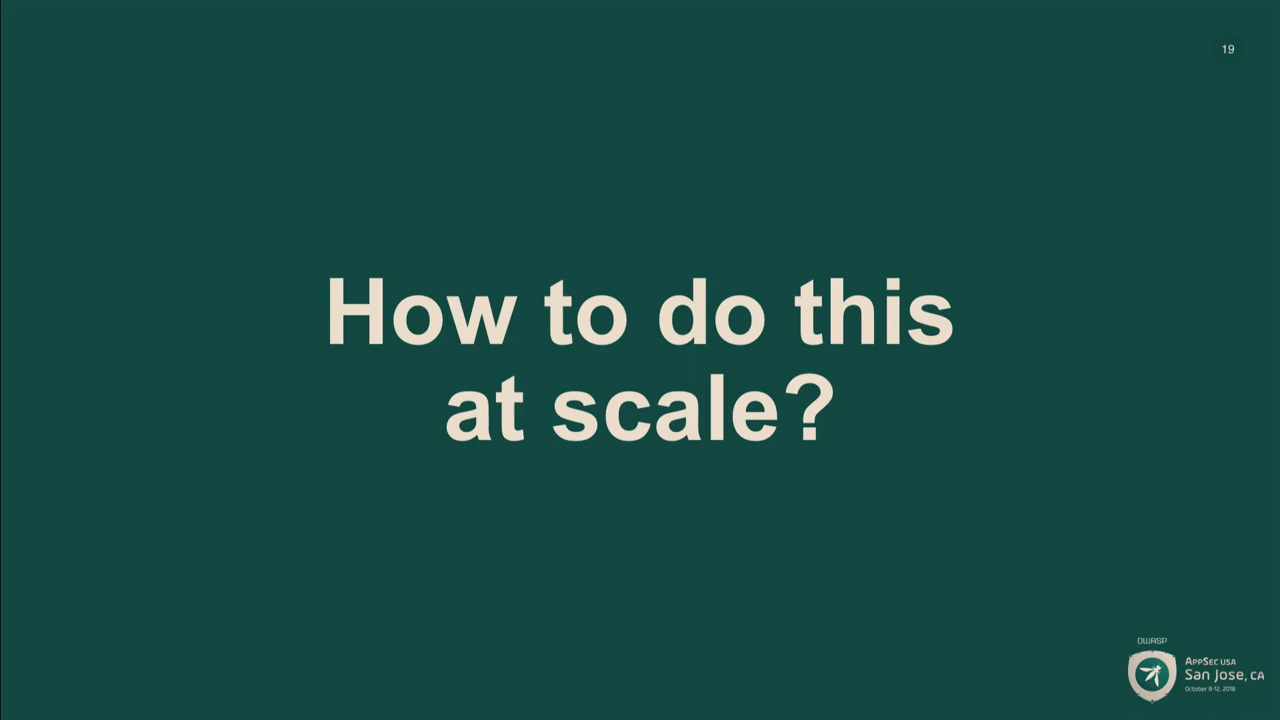 19
How to do this
at scale?
OWASP
AppSec USA
San Jose, CA
October 8-12, 2018